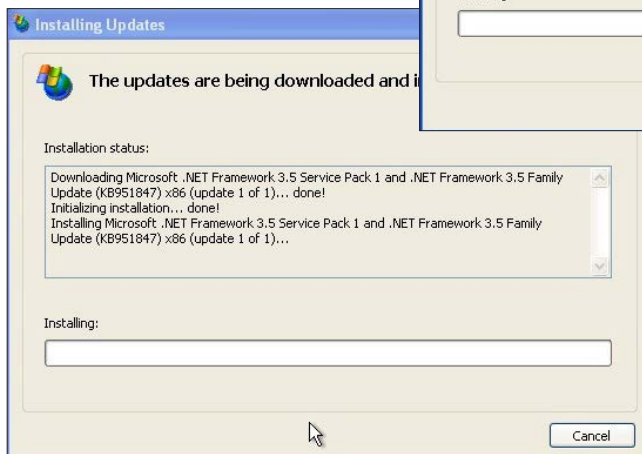 Installing Updates
The updates are being downloaded and i
Installation status:
Downloading Microsoft .NET Framework 3.5 Service Pack 1 and .NET Framework 3.5 Family
Update (KB951847) x86 (update 1 of 1)... done!
Initializing installation... done!
Installing Microsoft .NET Framework 3.5 Service Pack 1 and .NET Framework 3.5 Family
Update (KB951847) x86 (update 1 of 1)...
Installing:
Cancel